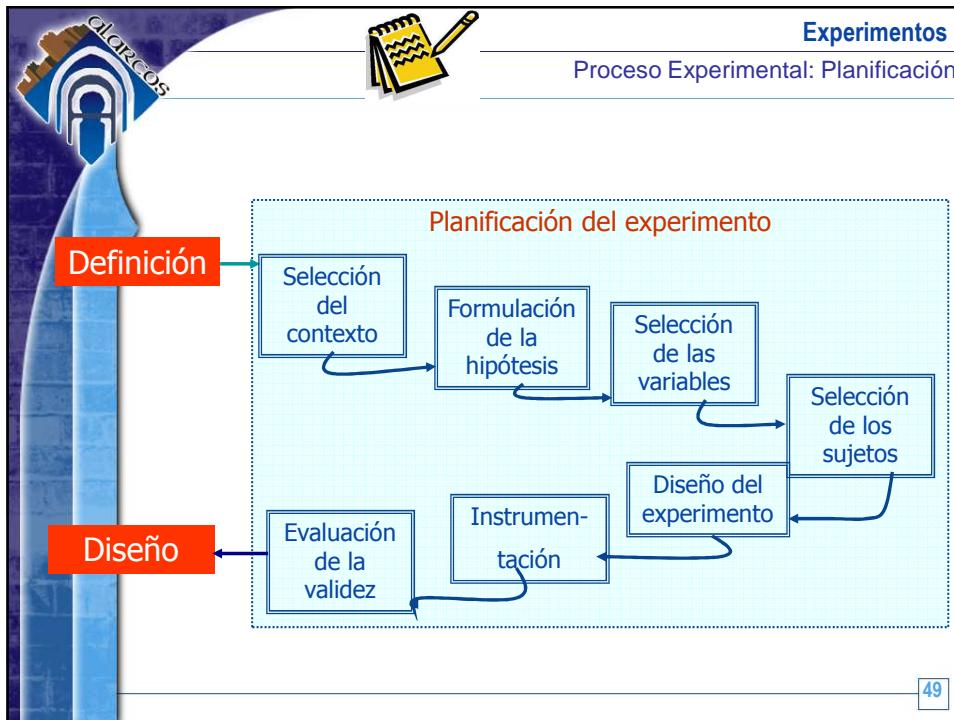 ALARCOS
Experimentos
Proceso Experimental: Planificación
Planificación del experimento
Definición
Selección
del
contexto
Formulación
de la
hipótesis
Selección
de las
variables
Selección
de los
sujetos
Diseño del
experimento
Instrumen-
tación
Evaluación
de la
validez
Diseño
49